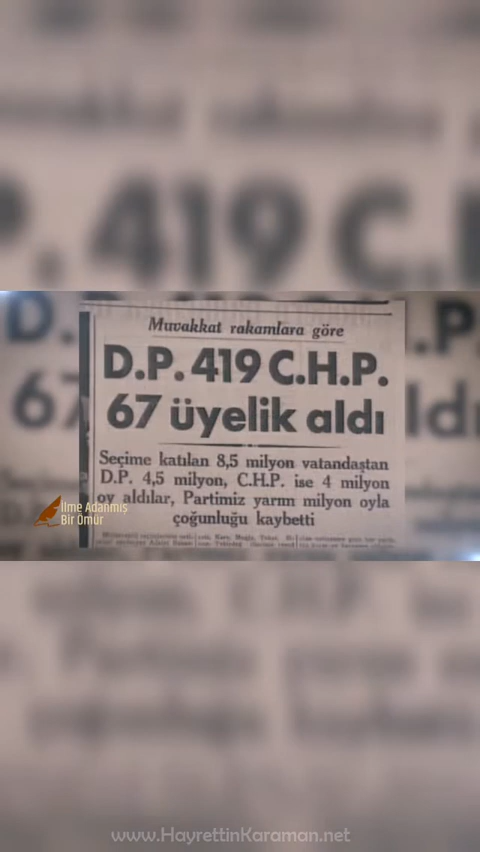 Muvakkat rakamlara göre
D.P. 419 C.H.P.
67 üyelik aldı
Seçime katılan 8,5 milyon vatandaştan
D.P. 4,5 milyon, C.H.P. ise 4 milyon
oy aldılar, Partimiz yarım milyon oyla
çoğunluğu kaybetti
İlme Adanmış
Bir Ömür
www.HayrettinKaraman.net